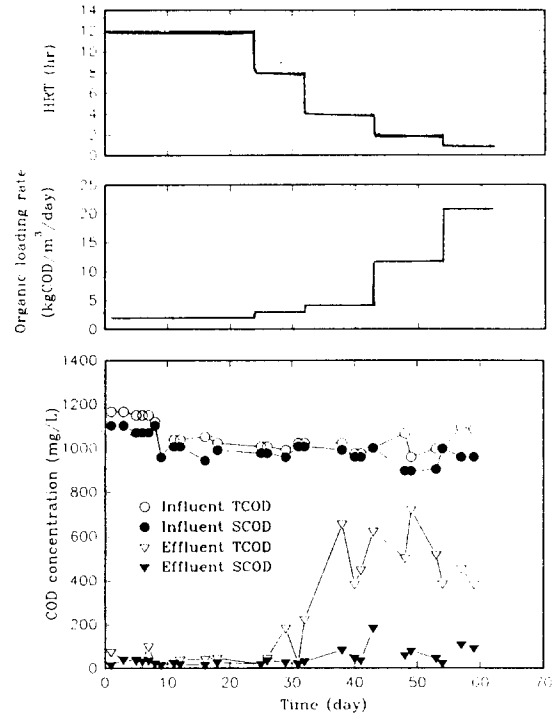 14
12
10
8
6
4
2
0
HRT (hr)
25
20
15
10
5
0
Organic loading rate
(kgCOD/m³/day)
1400
1200
1000
800
600
400
200
0
COD concentration (mg/L)
Influent TCOD
Influent SCOD
Effluent TCOD
Effluent SCOD
0 10 20 30 40 50 60 70
Time (day)